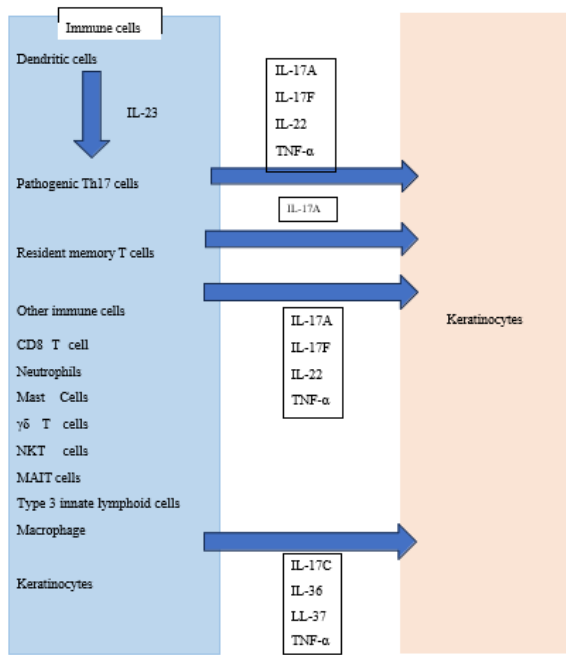 Immune cells
Dendritic cells
IL-23
Pathogenic Th17 cells
Resident memory T cells
Other immune cells
CD8 T cell
Neutrophils
Mast Cells
γδ T cells
NKT cells
MAIT cells
Type 3 innate lymphoid cells
Macrophage
Keratinocytes
IL-17A
IL-17F
IL-22
TNF-α
IL-17A
IL-17A
IL-17F
IL-22
TNF-α
IL-17C
IL-36
LL-37
TNF-α
Keratinocytes